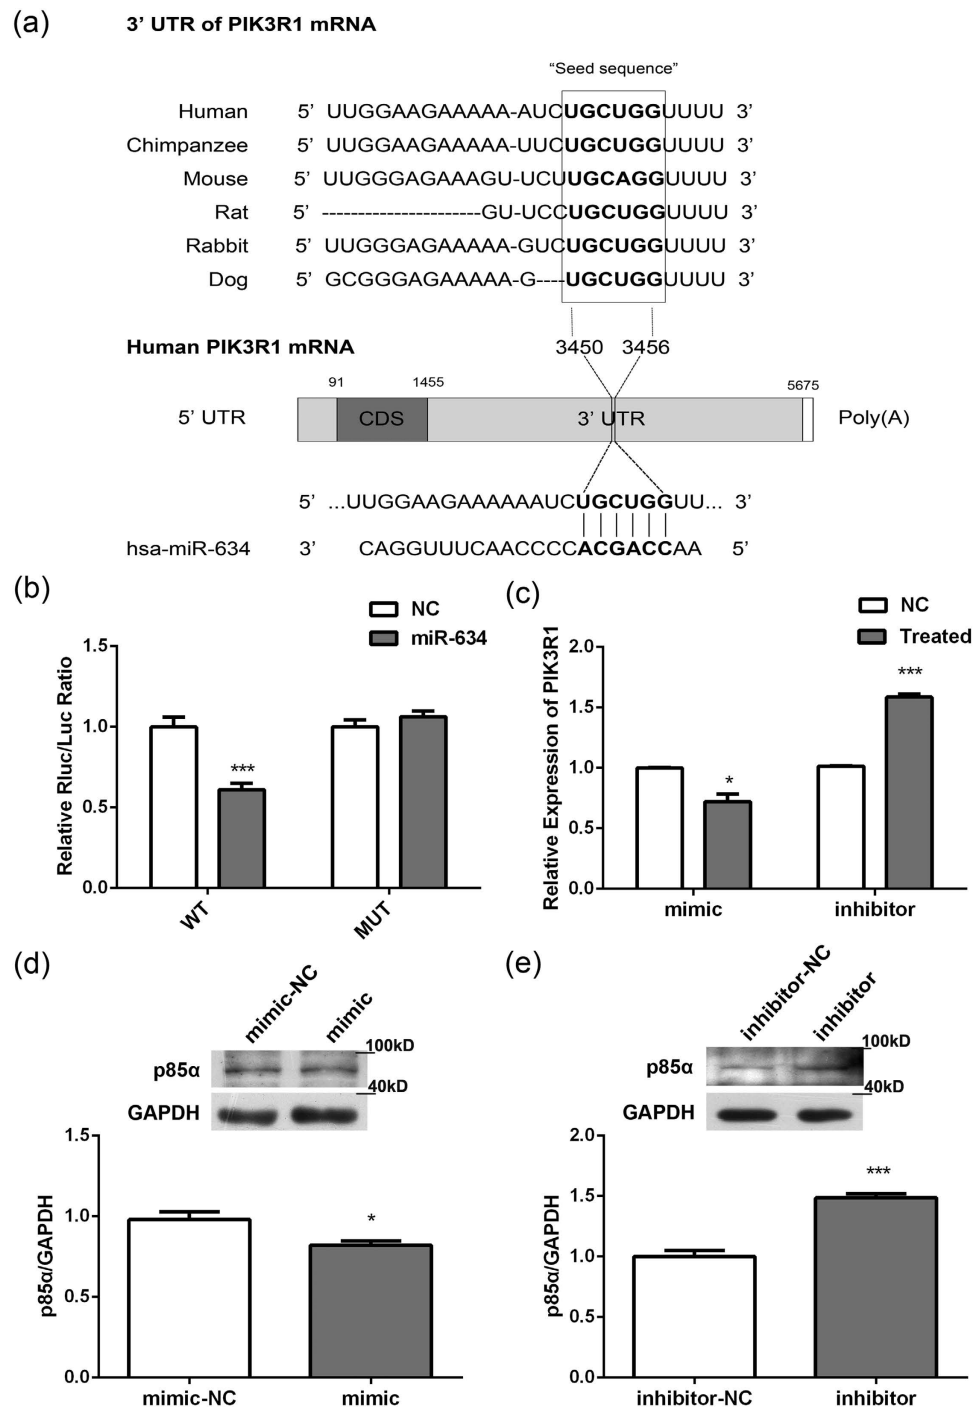 (a)
3’ UTR of PIK3R1 mRNA
“Seed sequence”
Human 5’ UUGGAAGAAAAA-AUCUGCUGGUUUU 3’
Chimpanzee 5’ UUGGAAGAAAAA-UUCUGCUGGUUUU 3’
Mouse 5’ UUGGGAGAAAGU-UCUUGCAGGUUUU 3’
Rat 5’ ----------------------GU-UCCUGCUGGUUUU 3’
Rabbit 5’ UUGGGAGAAAAA-GUCUGCUGGUUUU 3’
Dog 5’ GCGGGAGAAAAA-G----UGCUGGUUUU 3’
Human PIK3R1 mRNA 3450 3456
91 1455 5675
5’ UTR CDS 3’ UTR Poly(A)
5’ ...UUGGAAGAAAAAAUCUGCUGGUU... 3’
hsa-miR-634 3’ CAGGUUUCAACCCCACGACCAA 5’
(b)
NC
miR-634
Relative Rluc/Luc Ratio
1.5
1.0
0.5
0.0
***
WT MUT
(c)
NC
Treated
Relative Expression of PIK3R1
2.0
1.5
1.0
0.5
0.0
*
***
mimic inhibitor
(d)
mimic-NC mimic
100kD
p85α
40kD
GAPDH
p85α/GAPDH
1.5
1.0
0.5
0.0
*
mimic-NC mimic
(e)
inhibitor-NC inhibitor
100kD
p85α
40kD
GAPDH
p85α/GAPDH
2.0
1.5
1.0
0.5
0.0
***
inhibitor-NC inhibitor